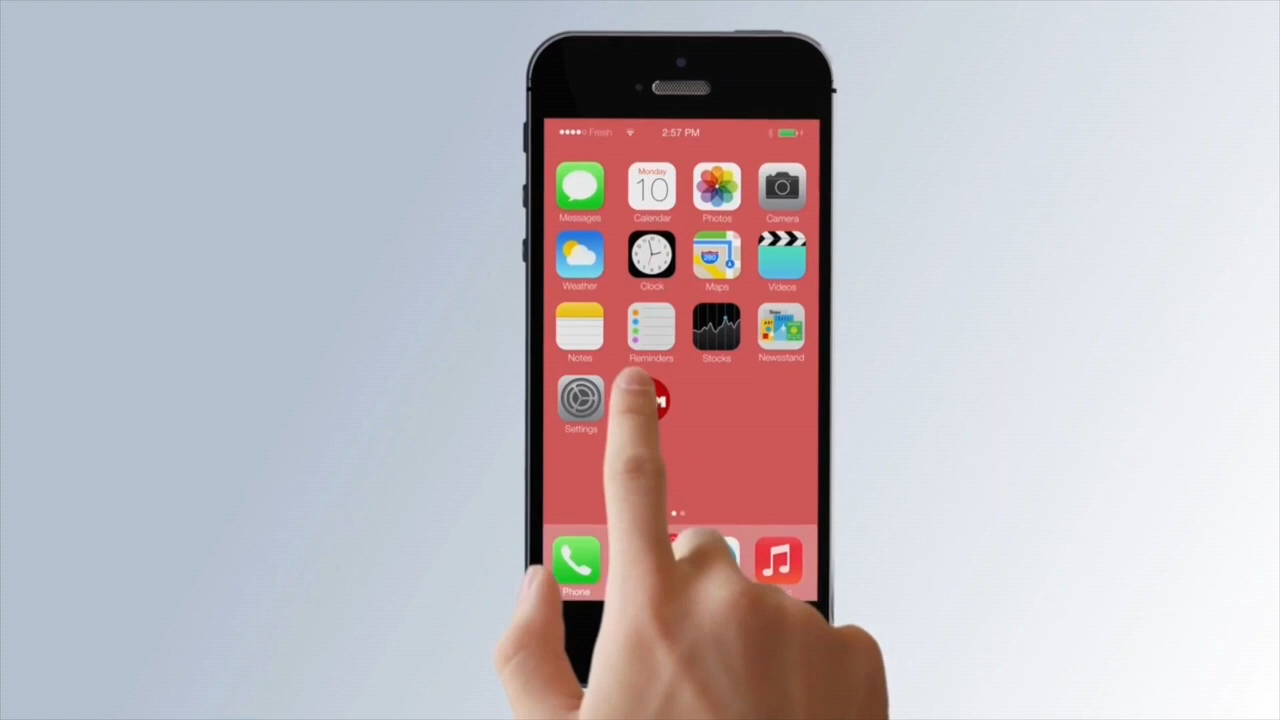 Fresh 2:57 PM
Monday
10
Messages Calendar Photos Camera
280
Weather Clock Maps Videos
Notes Reminders Stocks Newsstand
M
Settings
Phone